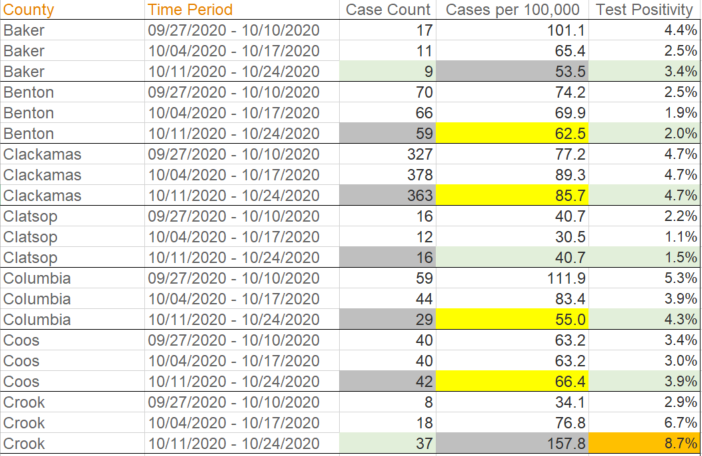 County Time Period Case Count Cases per 100,000 Test Positivity
Baker 09/27/2020 - 10/10/2020 17 101.1 4.4%
Baker 10/04/2020 - 10/17/2020 11 65.4 2.5%
Baker 10/11/2020 - 10/24/2020 9 53.5 3.4%
Benton 09/27/2020 - 10/10/2020 70 74.2 2.5%
Benton 10/04/2020 - 10/17/2020 66 69.9 1.9%
Benton 10/11/2020 - 10/24/2020 59 62.5 2.0%
Clackamas 09/27/2020 - 10/10/2020 327 77.2 4.7%
Clackamas 10/04/2020 - 10/17/2020 378 89.3 4.7%
Clackamas 10/11/2020 - 10/24/2020 363 85.7 4.7%
Clatsop 09/27/2020 - 10/10/2020 16 40.7 2.2%
Clatsop 10/04/2020 - 10/17/2020 12 30.5 1.1%
Clatsop 10/11/2020 - 10/24/2020 16 40.7 1.5%
Columbia 09/27/2020 - 10/10/2020 59 111.9 5.3%
Columbia 10/04/2020 - 10/17/2020 44 83.4 3.9%
Columbia 10/11/2020 - 10/24/2020 29 55.0 4.3%
Coos 09/27/2020 - 10/10/2020 40 63.2 3.4%
Coos 10/04/2020 - 10/17/2020 40 63.2 3.0%
Coos 10/11/2020 - 10/24/2020 42 66.4 3.9%
Crook 09/27/2020 - 10/10/2020 8 34.1 2.9%
Crook 10/04/2020 - 10/17/2020 18 76.8 6.7%
Crook 10/11/2020 - 10/24/2020 37 157.8 8.7%